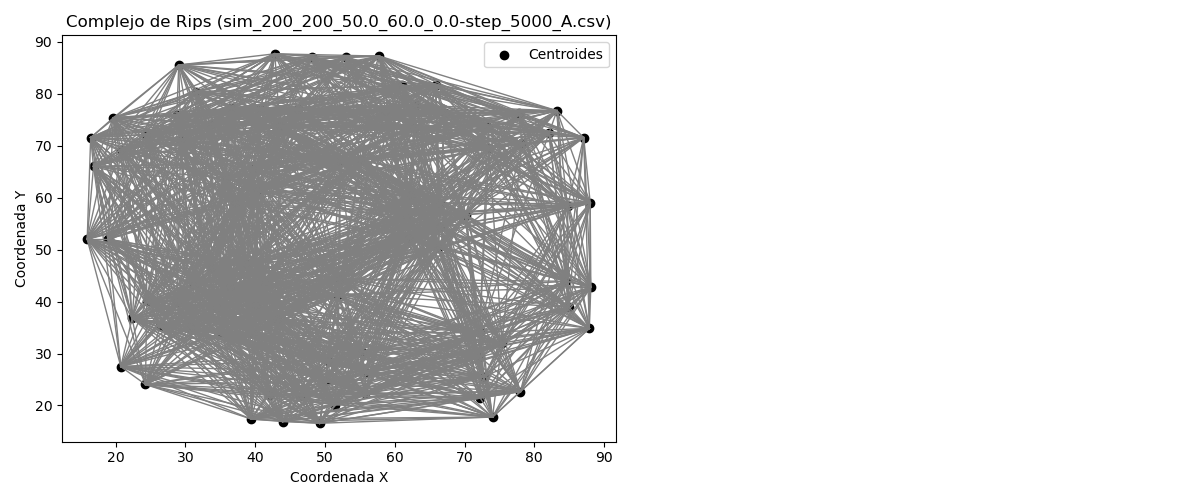 Complejo de Rips (sim_200_200_50.0_60.0_0.0-step_5000_A.csv)
Centroides
90
80
70
60
50
40
30
20
Coordenada Y
20 30 40 50 60 70 80 90
Coordenada X